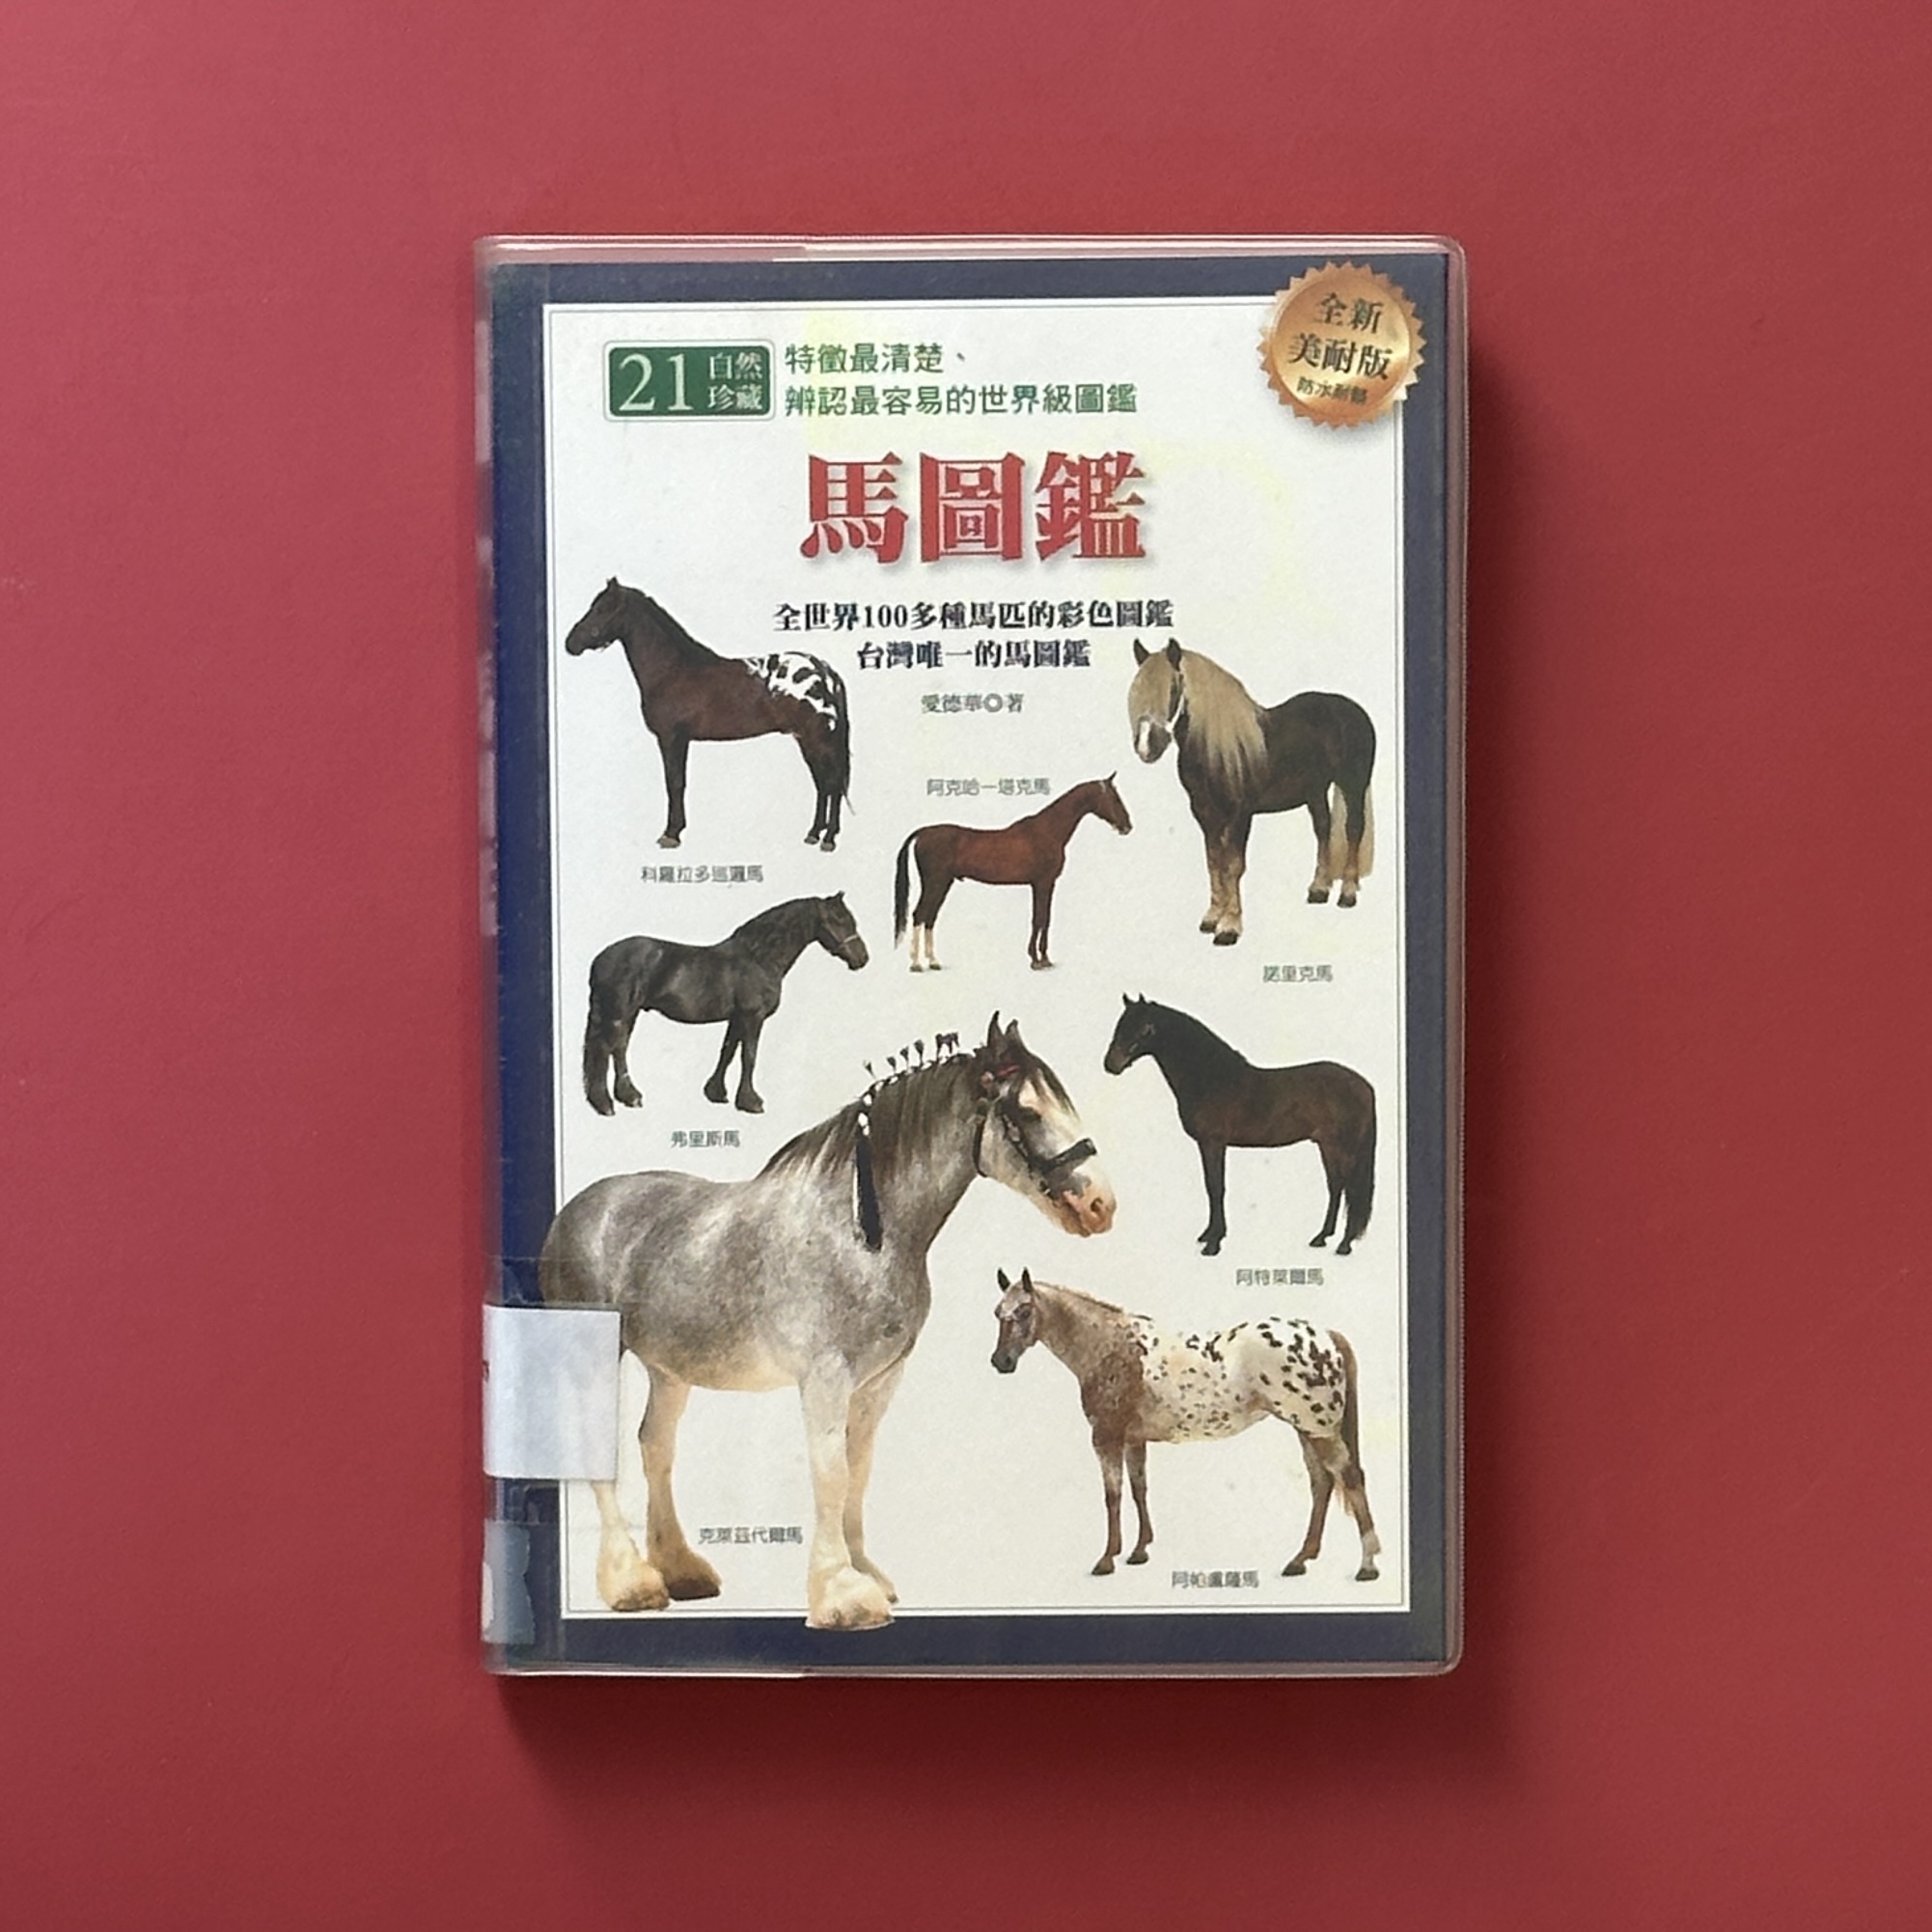 全新
美耐版
防水耐髒
21 自然
珍藏
特徵最清楚、
辨認最容易的世界級圖鑑
馬圖鑑
全世界100多種馬匹的彩色圖鑑
台灣唯一的馬圖鑑
愛德華◎著
阿克哈一塔克馬
科羅拉多巡邏馬
諾里克馬
弗里斯馬
阿特萊爾馬
克萊茲代爾馬
阿帕盧薩馬